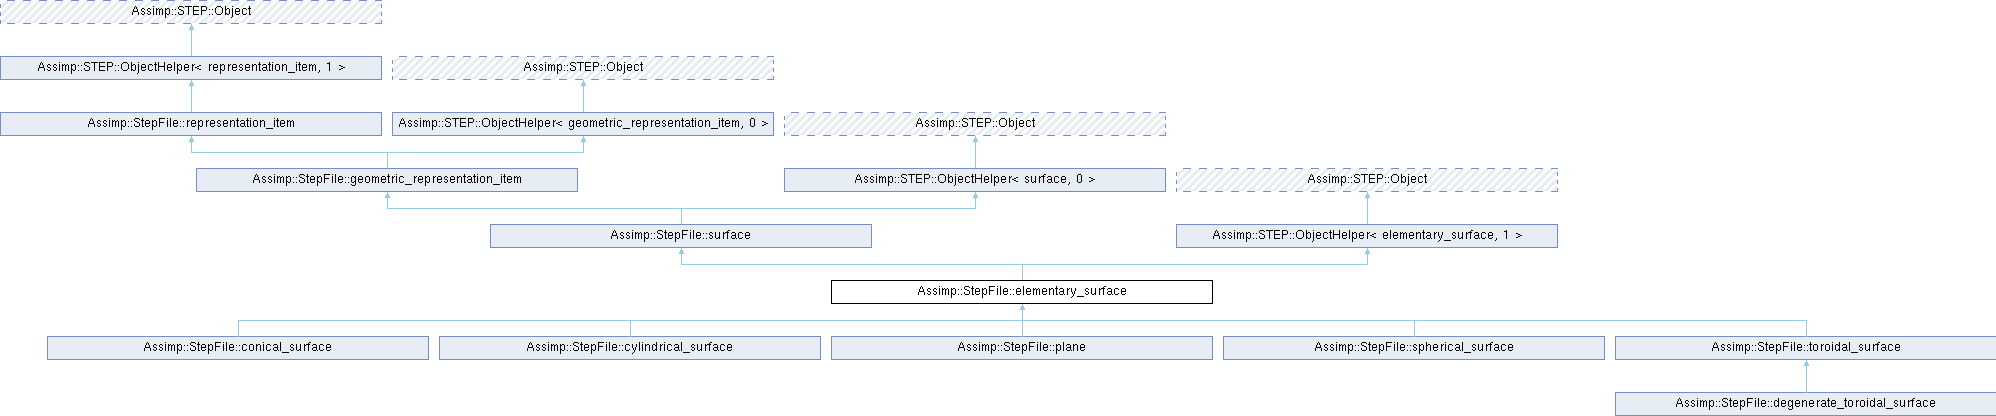 Assimp::STEP::Object
Assimp::STEP::ObjectHelper< representation_item, 1 >
Assimp::STEP::Object
Assimp::StepFile::representation_item
Assimp::STEP::ObjectHelper< geometric_representation_item, 0 >
Assimp::STEP::Object
Assimp::StepFile::geometric_representation_item
Assimp::STEP::ObjectHelper< surface, 0 >
Assimp::STEP::Object
Assimp::StepFile::surface
Assimp::STEP::ObjectHelper< elementary_surface, 1 >
Assimp::StepFile::elementary_surface
Assimp::StepFile::conical_surface
Assimp::StepFile::cylindrical_surface
Assimp::StepFile::plane
Assimp::StepFile::spherical_surface
Assimp::StepFile::toroidal_surface
Assimp::StepFile::degenerate_toroidal_surface